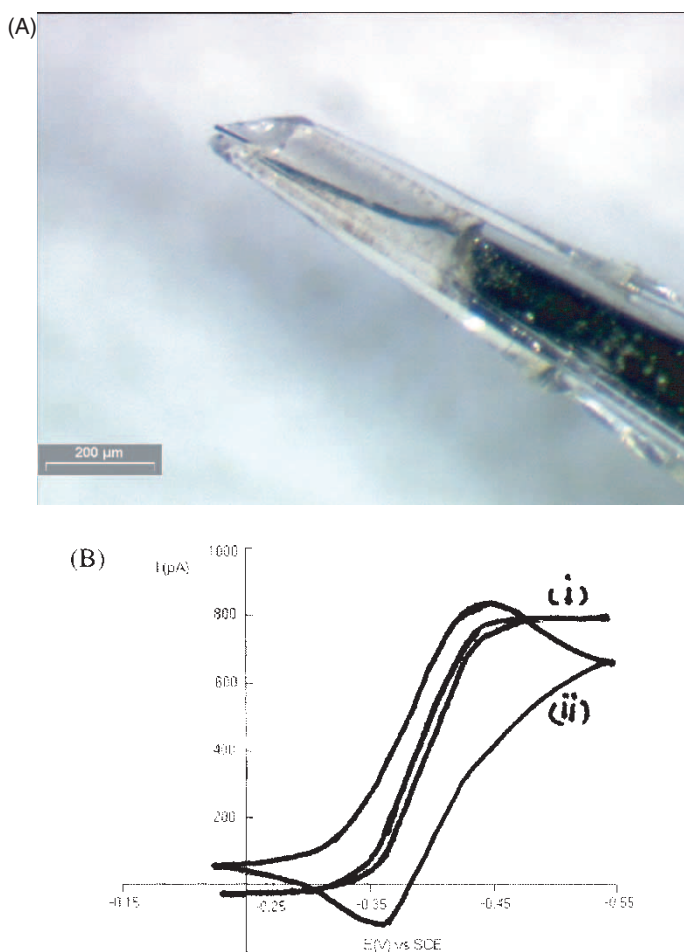 (A)
200 µm
(B)
I(pA)
1000
800
600
400
200
(i)
(ii)
-0.15
-0.25
-0.35
-0.45
-0.55
E(V) vs SCE